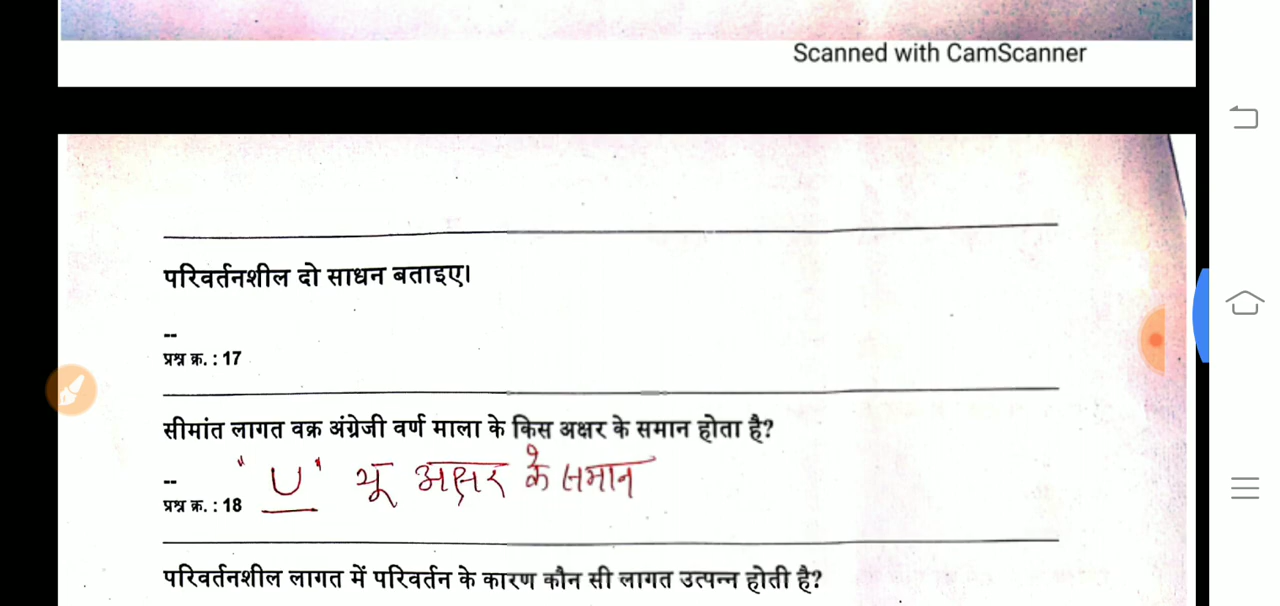 Scanned with CamScanner
परिवर्तनशील दो साधन बताइए।
--
प्रश्न क्र. : 17
सीमांत लागत वक्र अंग्रेजी वर्ण माला के किस अक्षर के समान होता है?
--
"U" यू अक्षर के समान
प्रश्न क्र. : 18
परिवर्तनशील लागत में परिवर्तन के कारण कौन सी लागत उत्पन्न होती है?